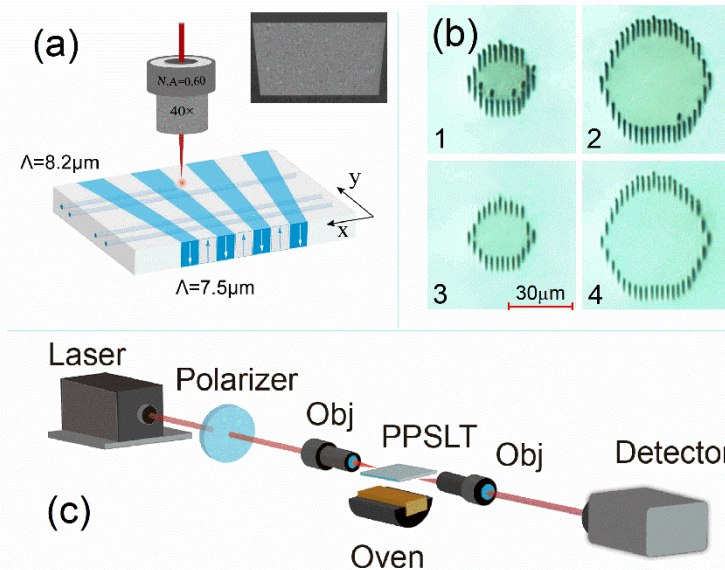 (a)
N.A=0.60
40×
Λ=8.2μm
y
x
Λ=7.5μm
(b)
1
2
3
30μm
4
Laser
Polarizer
Obj
PPSLT
Obj
Detector
(c)
Oven